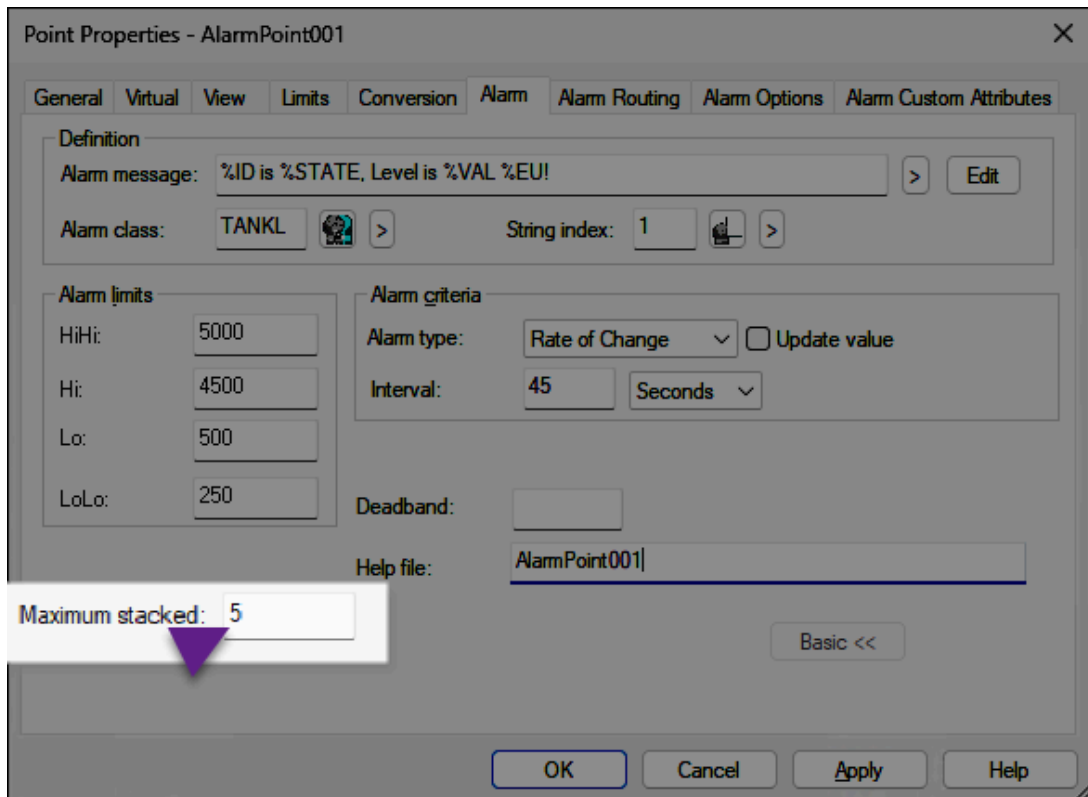 Point Properties - AlarmPoint001
General Virtual View Limits Conversion Alarm Alarm Routing Alarm Options Alarm Custom Attributes
Definition
Alarm message: %ID is %STATE, Level is %VAL %EU! > Edit
Alarm class: TANKL > String index: 1 >
Alarm limits
HiHi: 5000
Hi: 4500
Lo: 500
LoLo: 250
Alarm criteria
Alarm type: Rate of Change Update value
Interval: 45 Seconds
Deadband:
Help file: AlarmPoint001
Maximum stacked: 5
Basic <<
OK Cancel Apply Help